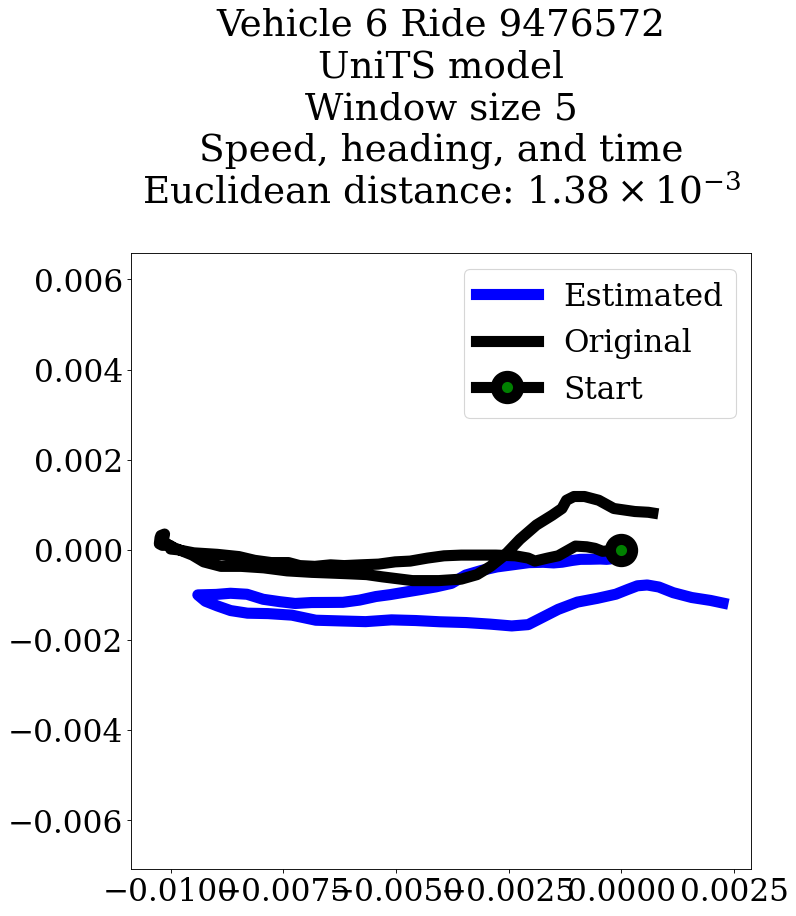 Vehicle 6 Ride 9476572
UniTS model
Window size 5
Speed, heading, and time
Euclidean distance: 1.38 × 10⁻³
Estimated
Original
Start
0.006
0.004
0.002
0.000
−0.002
−0.004
−0.006
−0.010 −0.0075 −0.005 −0.0025 0.0000 0.0025